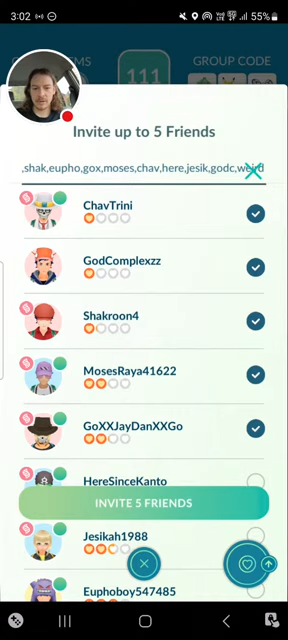 3:02
55%
GROUP CODE
111
Invite up to 5 Friends
,shak,eupho,gox,moses,chav,here,jesik,godc,weird
ChavTrini
GodComplexzz
Shakroon4
MosesRaya41622
GoXXJayDanXXGo
HereSinceKanto
INVITE 5 FRIENDS
Jesikah1988
Euphoboy547485